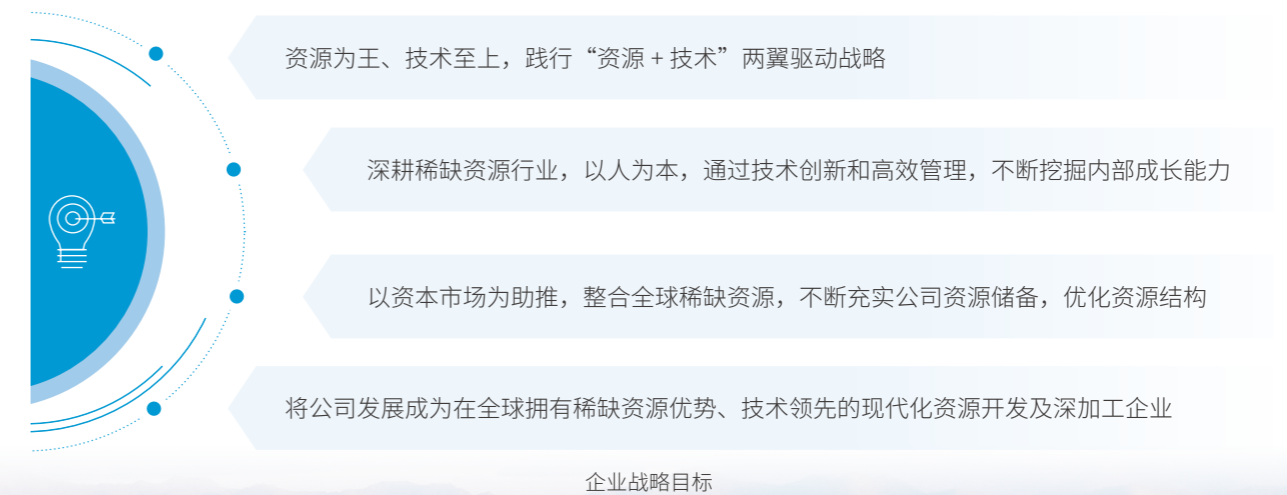 资源为王、技术至上，践行“资源 + 技术”两翼驱动战略
深耕稀缺资源行业，以人为本，通过技术创新和高效管理，不断挖掘内部成长能力
以资本市场为助推，整合全球稀缺资源，不断充实公司资源储备，优化资源结构
将公司发展成为在全球拥有稀缺资源优势、技术领先的现代化资源开发及深加工企业
企业战略目标